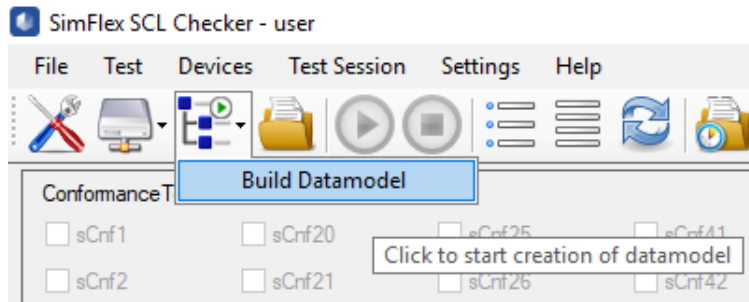 SimFlex SCL Checker - user
File Test Devices Test Session Settings Help
Build Datamodel
Conformance T
sCnf1 sCnf20 sCnf25 sCnf41
Click to start creation of datamodel
sCnf2 sCnf21 sCnf26 sCnf42